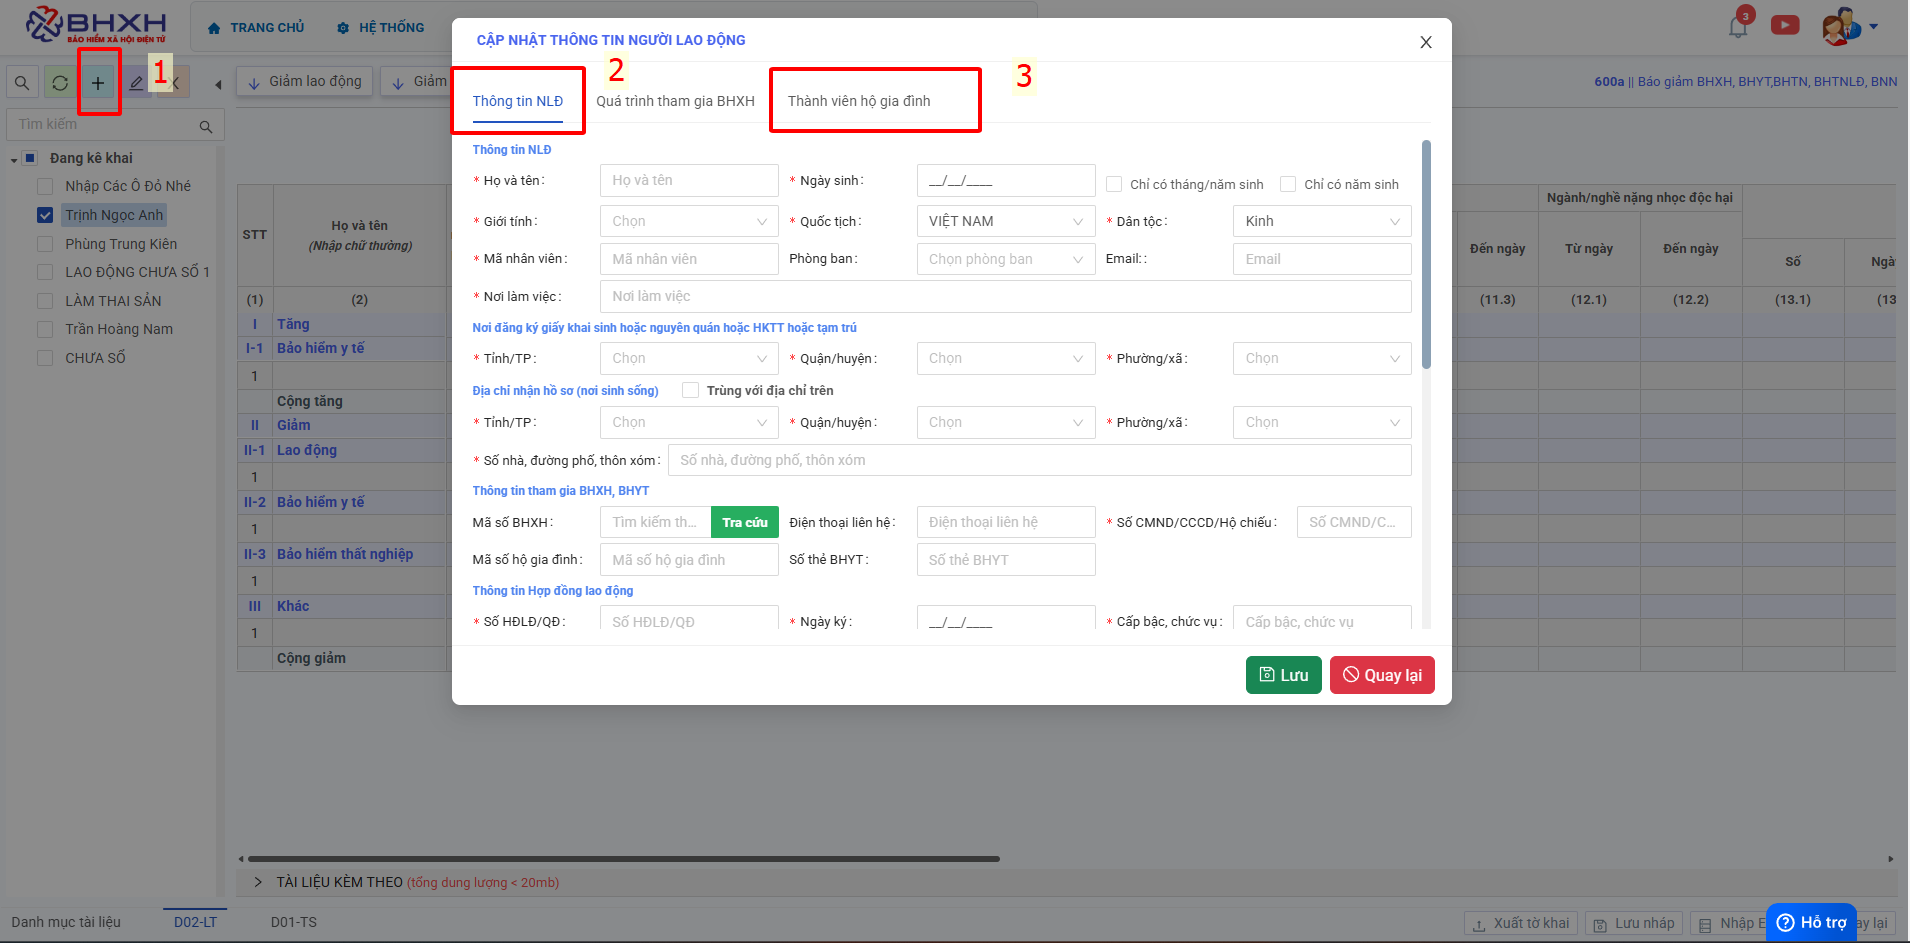 BHXH
BẢO HIỂM XÃ HỘI ĐIỆN TỬ
TRANG CHỦ
HỆ THỐNG
3
1
Giảm lao động
Giảm
600a || Báo giảm BHXH, BHYT,BHTN, BHTNLĐ, BNN
Tìm kiếm
Đang kê khai
Nhập Các Ô Đỏ Nhé
Trịnh Ngọc Anh
Phùng Trung Kiên
LAO ĐỘNG CHƯA SỐ 1
LÀM THAI SẢN
Trần Hoàng Nam
CHƯA SỐ
STT
Họ và tên
(Nhập chữ thường)
Ngành/nghề nặng nhọc độc hại
Đến ngày
Từ ngày
Đến ngày
Số
Ngà
(1)
(2)
(11.3)
(12.1)
(12.2)
(13.1)
(13
I
Tăng
I-1
Bảo hiểm y tế
1
Cộng tăng
II
Giảm
II-1
Lao động
1
II-2
Bảo hiểm y tế
1
II-3
Bảo hiểm thất nghiệp
1
III
Khác
1
Cộng giảm
CẬP NHẬT THÔNG TIN NGƯỜI LAO ĐỘNG
2
3
Thông tin NLĐ
Quá trình tham gia BHXH
Thành viên hộ gia đình
Thông tin NLĐ
* Họ và tên:
Họ và tên
* Ngày sinh:
__/__/____
Chỉ có tháng/năm sinh
Chỉ có năm sinh
* Giới tính:
Chọn
* Quốc tịch:
VIỆT NAM
* Dân tộc:
Kinh
* Mã nhân viên:
Mã nhân viên
Phòng ban:
Chọn phòng ban
Email::
Email
* Nơi làm việc:
Nơi làm việc
Nơi đăng ký giấy khai sinh hoặc nguyên quán hoặc HKTT hoặc tạm trú
* Tỉnh/TP:
Chọn
* Quận/huyện:
Chọn
* Phường/xã:
Chọn
Địa chỉ nhận hồ sơ (nơi sinh sống)
Trùng với địa chỉ trên
* Tỉnh/TP:
Chọn
* Quận/huyện:
Chọn
* Phường/xã:
Chọn
* Số nhà, đường phố, thôn xóm:
Số nhà, đường phố, thôn xóm
Thông tin tham gia BHXH, BHYT
Mã số BHXH:
Tìm kiếm th...
Tra cứu
Điện thoại liên hệ:
Điện thoại liên hệ
* Số CMND/CCCD/Hộ chiếu:
Số CMND/C...
Mã số hộ gia đình:
Mã số hộ gia đình
Số thẻ BHYT:
Số thẻ BHYT
Thông tin Hợp đồng lao động
* Số HĐLĐ/QĐ:
Số HĐLĐ/QĐ
* Ngày ký:
__/__/____
* Cấp bậc, chức vụ:
Cấp bậc, chức vụ
Lưu
Quay lại
TÀI LIỆU KÈM THEO (tổng dung lượng < 20mb)
Danh mục tài liệu
D02-LT
D01-TS
Xuất tờ khai
Lưu nháp
Nhập E
Hỗ trợ
ay lại